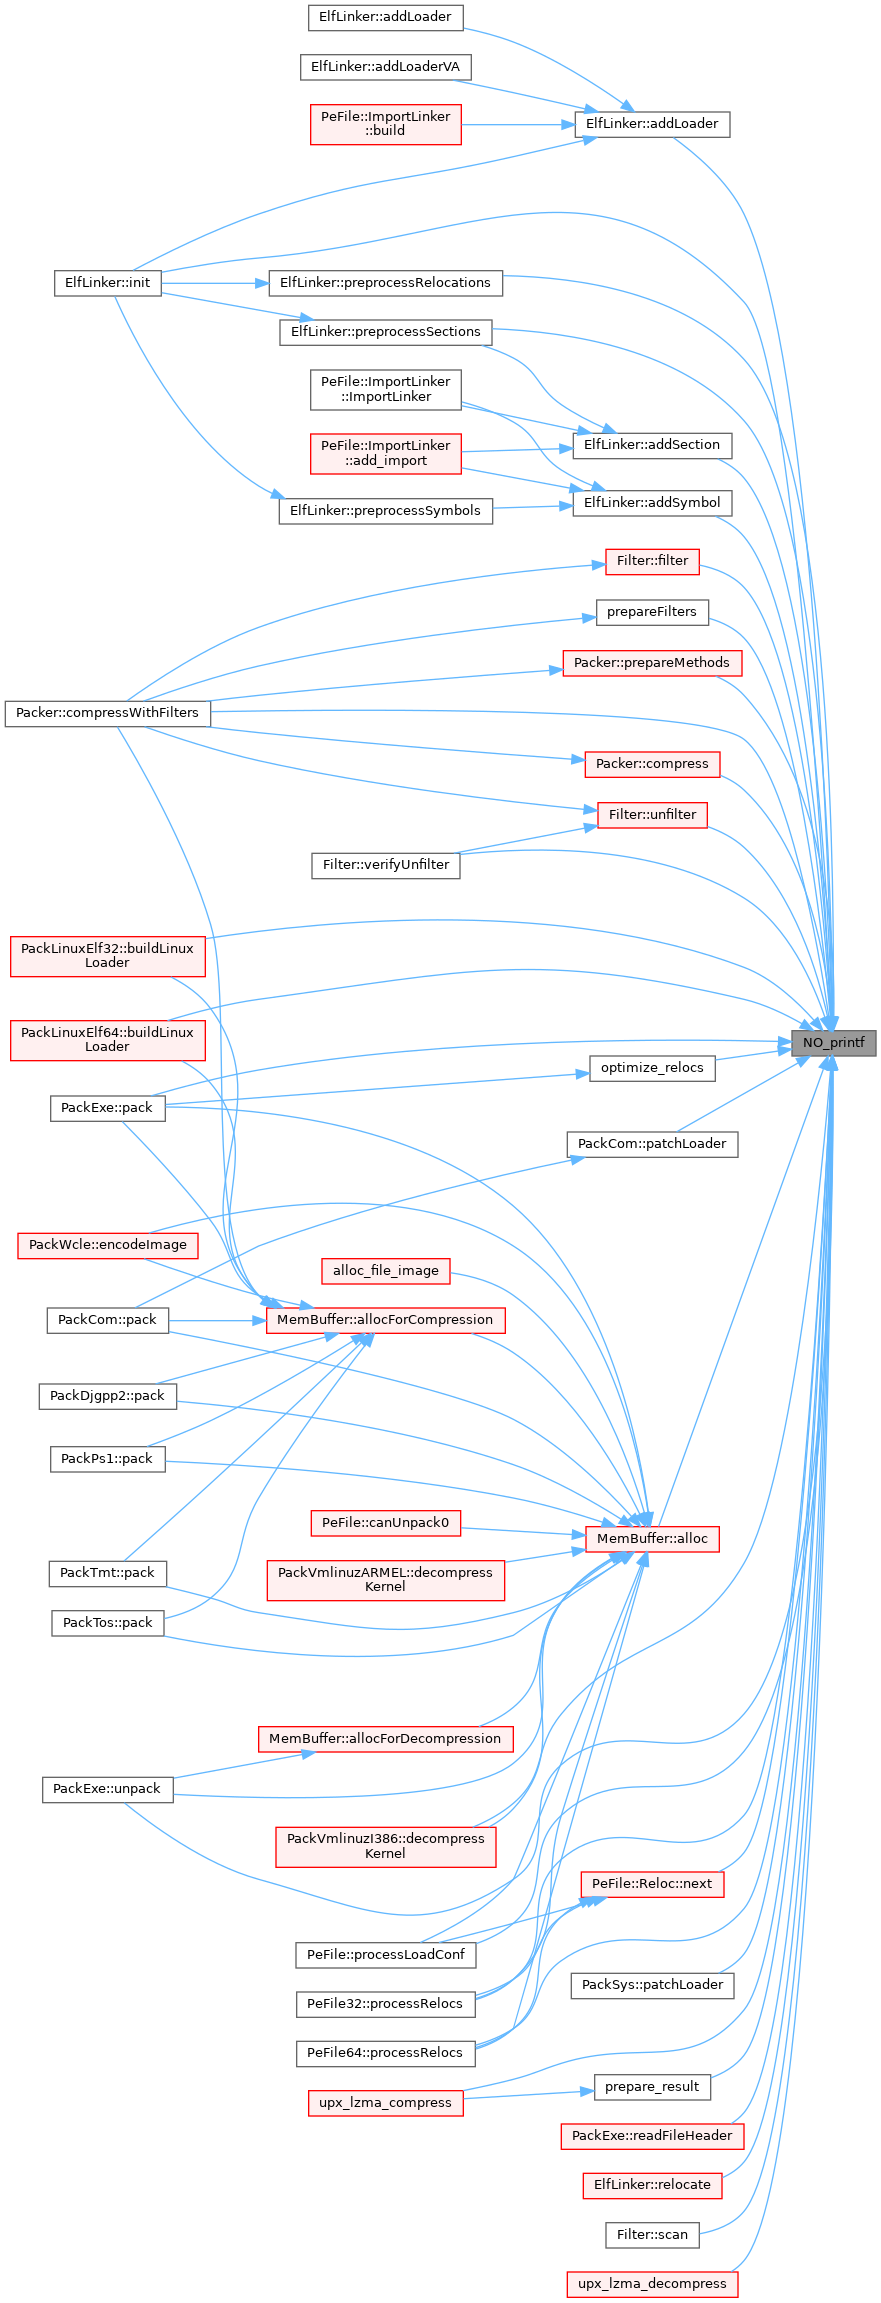 ElfLinker::addLoader
ElfLinker::addLoaderVA
PeFile::ImportLinker
::build
ElfLinker::addLoader
ElfLinker::init
ElfLinker::preprocessRelocations
ElfLinker::preprocessSections
PeFile::ImportLinker
::ImportLinker
ElfLinker::addSection
PeFile::ImportLinker
::add_import
ElfLinker::addSymbol
ElfLinker::preprocessSymbols
Filter::filter
prepareFilters
Packer::prepareMethods
Packer::compressWithFilters
Packer::compress
Filter::unfilter
Filter::verifyUnfilter
PackLinuxElf32::buildLinux
Loader
PackLinuxElf64::buildLinux
Loader
NO_printf
optimize_relocs
PackExe::pack
PackCom::patchLoader
PackWcle::encodeImage
alloc_file_image
PackCom::pack
MemBuffer::allocForCompression
PackDjgpp2::pack
PackPs1::pack
PeFile::canUnpack0
MemBuffer::alloc
PackVmlinuzARMEL::decompress
Kernel
PackTmt::pack
PackTos::pack
MemBuffer::allocForDecompression
PackExe::unpack
PackVmlinuzI386::decompress
Kernel
PeFile::Reloc::next
PeFile::processLoadConf
PackSys::patchLoader
PeFile32::processRelocs
PeFile64::processRelocs
prepare_result
upx_lzma_compress
PackExe::readFileHeader
ElfLinker::relocate
Filter::scan
upx_lzma_decompress